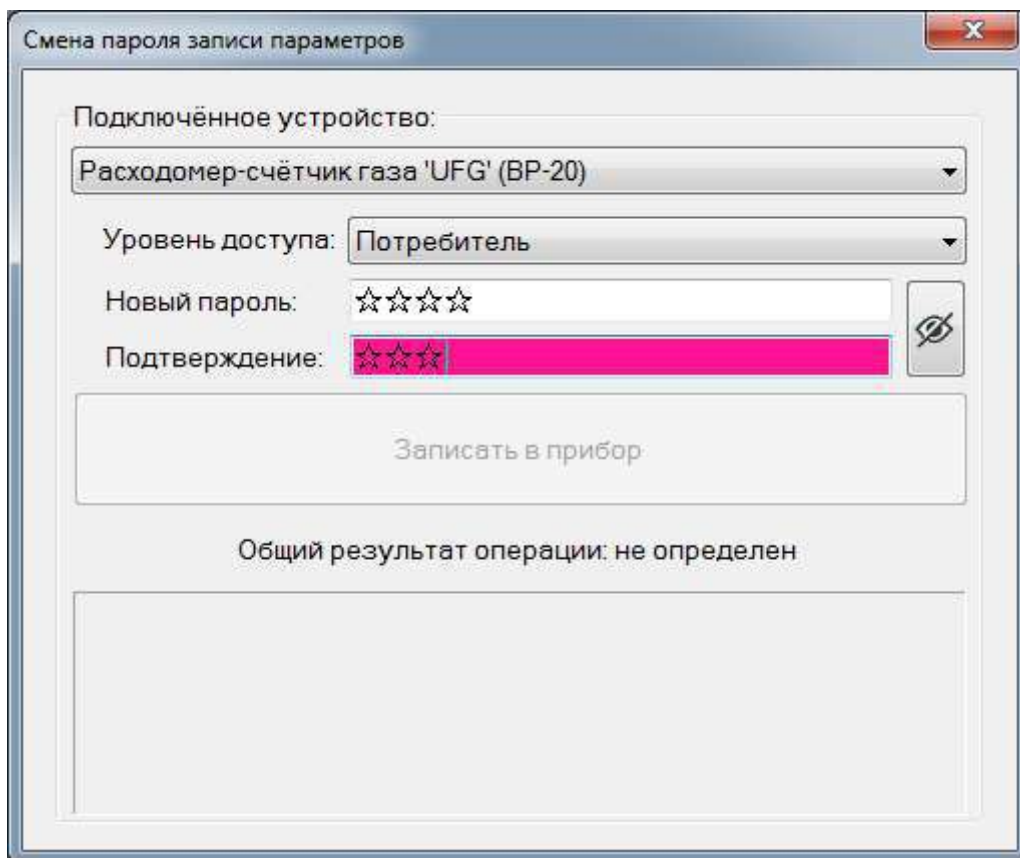 Смена пароля записи параметров
Подключённое устройство:
Расходомер-счётчик газа 'UFG' (ВР-20)
Уровень доступа: Потребитель
Новый пароль: ☆☆☆☆
Подтверждение: ☆☆☆
Записать в прибор
Общий результат операции: не определен